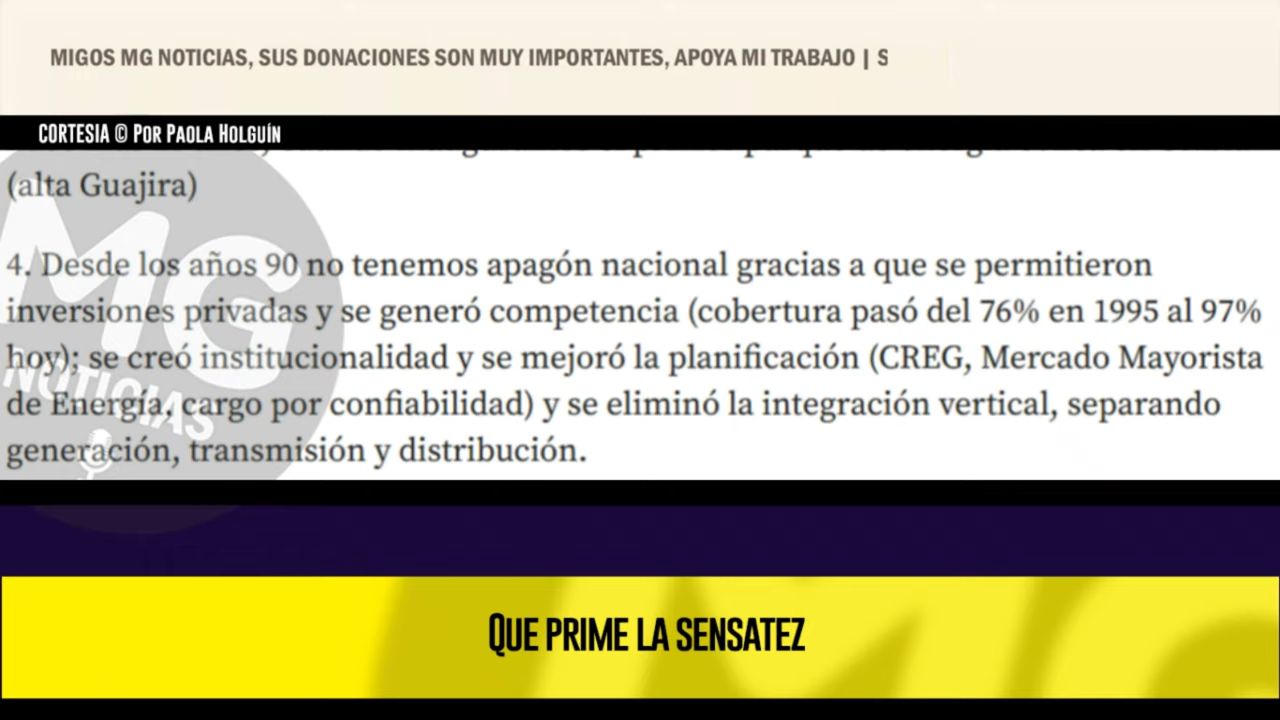 MIGOS MG NOTICIAS, SUS DONACIONES SON MUY IMPORTANTES, APOYA MI TRABAJO | S
CORTESIA © POR PAOLA HOLGUÍN
(alta Guajira)
4. Desde los años 90 no tenemos apagón nacional gracias a que se permitieron
inversiones privadas y se generó competencia (cobertura pasó del 76% en 1995 al 97%
hoy); se creó institucionalidad y se mejoró la planificación (CREG, Mercado Mayorista
de Energía, cargo por confiabilidad) y se eliminó la integración vertical, separando
generación, transmisión y distribución.
MG
NOTICIAS
QUE PRIME LA SENSATEZ